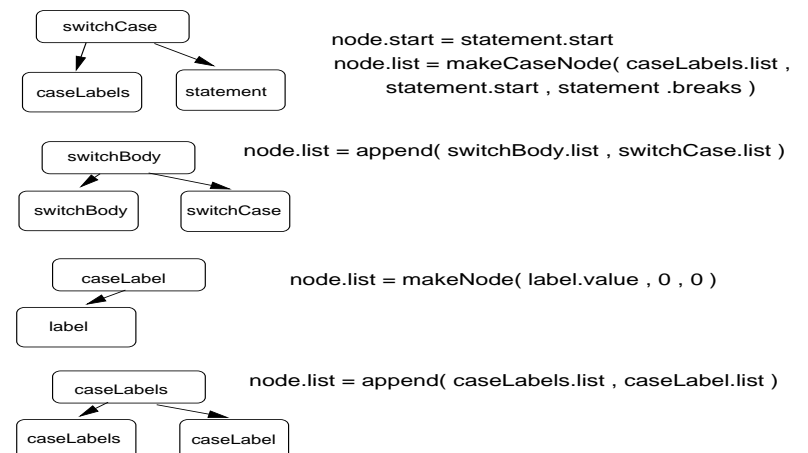 switchCase
node.start = statement.start
node.list = makeCaseNode( caseLabels.list ,
statement.start , statement .breaks )
caseLabels
statement
switchBody
node.list = append( switchBody.list , switchCase.list )
switchBody
switchCase
caseLabel
node.list = makeNode( label.value , 0 , 0 )
label
caseLabels
node.list = append( caseLabels.list , caseLabel.list )
caseLabels
caseLabel